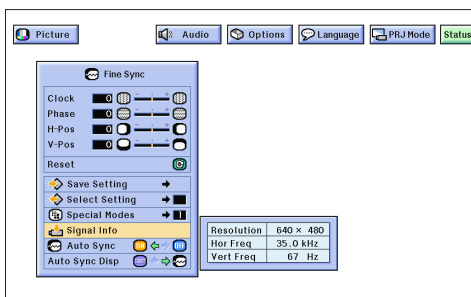 Picture
Audio
Options
Language
PRJ Mode
Status
Fine Sync
Clock 0
Phase 0
H-Pos 0
V-Pos 0
Reset
Save Setting
Select Setting
Special Modes 1
Signal Info
Auto Sync ON OFF
Auto Sync Disp
Resolution 640 × 480
Hor Freq 35.0 kHz
Vert Freq 67 Hz